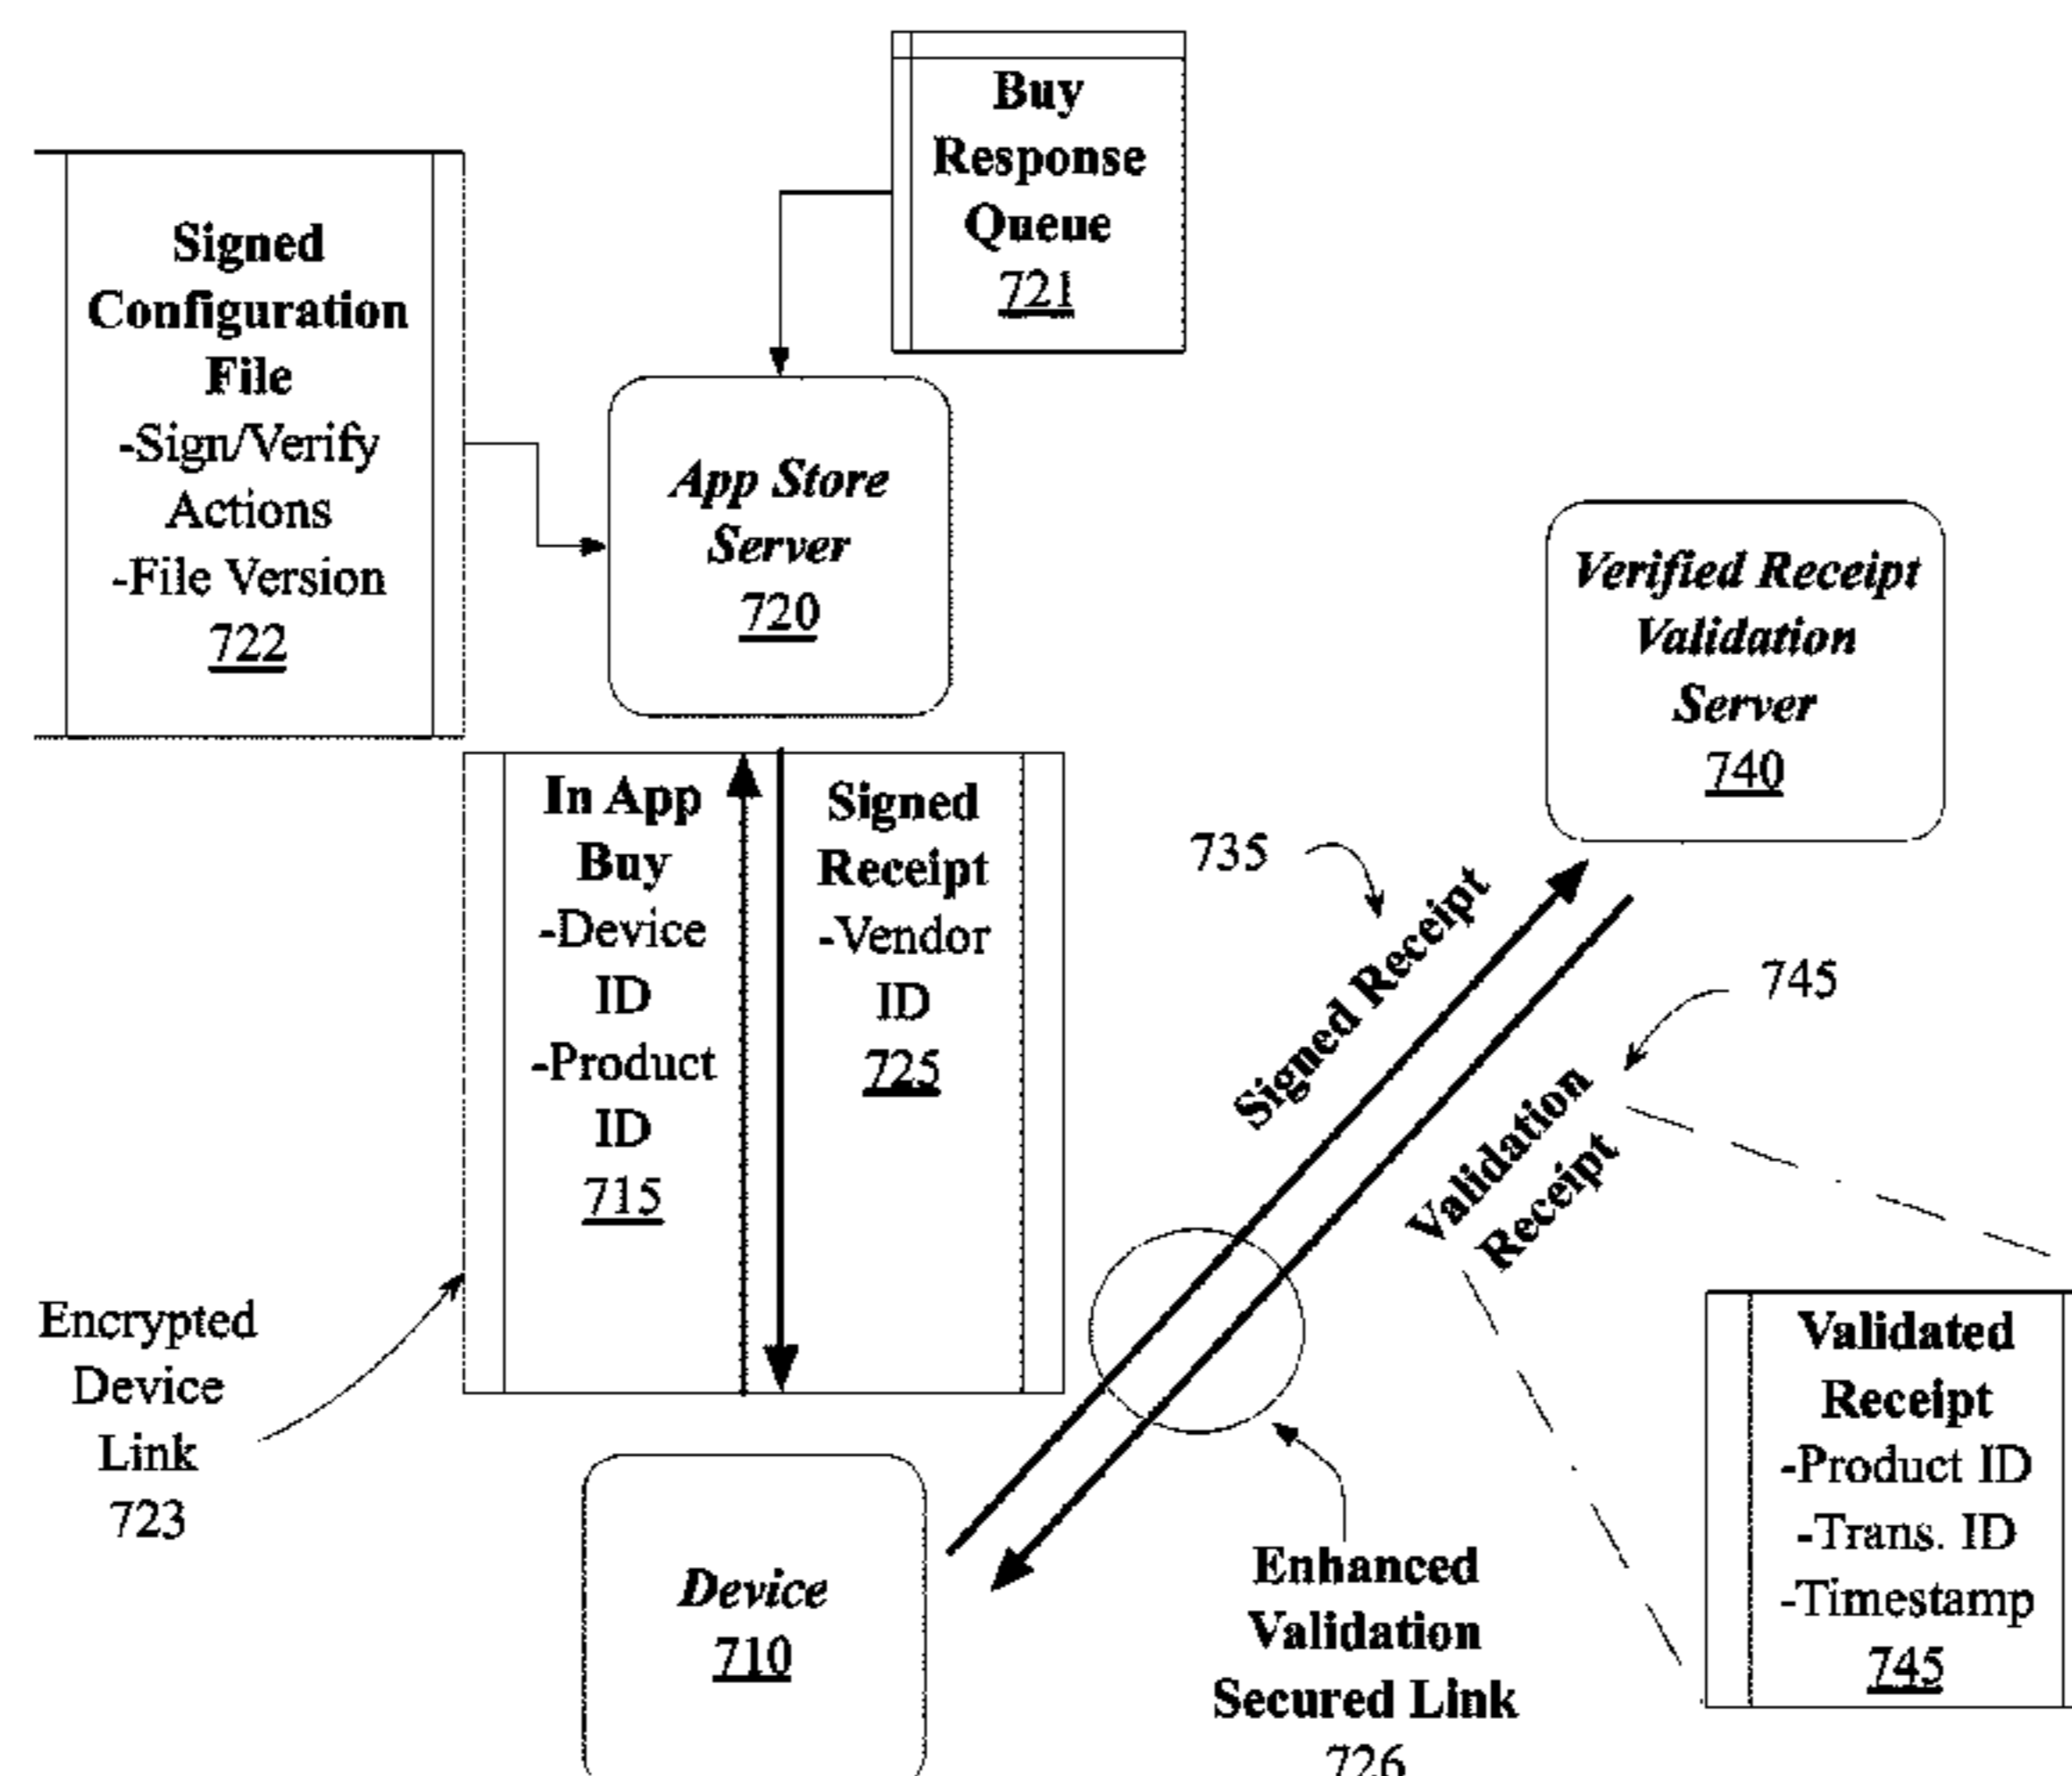 Buy
Response
Queue
721
Signed
Configuration
File
-Sign/Verify
Actions
-File Version
722
App Store
Server
720
Verified Receipt
Validation
Server
740
In App
Buy
-Device
ID
-Product
ID
715
Signed
Receipt
-Vendor
ID
725
735
Signed Receipt
745
Validation
Receipt
Encrypted
Device
Link
723
Validated
Receipt
-Product ID
-Trans. ID
-Timestamp
745
Device
710
Enhanced
Validation
Secured Link
726